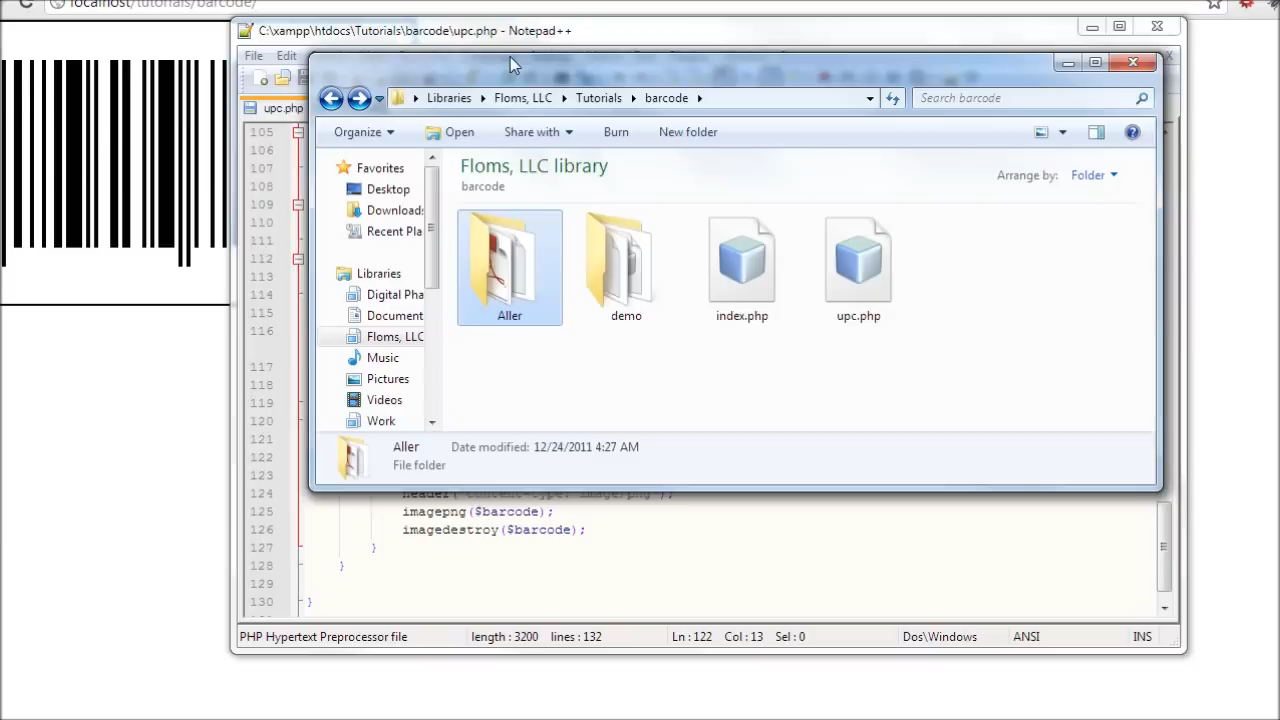 localhost/tutorials/barcode/
C:\xampp\htdocs\Tutorials\barcode\upc.php - Notepad++
File Edit
upc.php
Libraries Floms, LLC Tutorials barcode
Search barcode
Organize Open Share with Burn New folder
Favorites
Desktop
Downloads
Recent Pla
Libraries
Digital Pha
Document
Floms, LLC
Music
Pictures
Videos
Work
Floms, LLC library
barcode
Arrange by: Folder
Aller
demo
index.php
upc.php
Aller
Date modified: 12/24/2011 4:27 AM
File folder
105
106
107
108
109
110
111
112
113
114
115
116
117
118
119
120
121
122
123
124 header("content-type: image/png");
125 imagepng($barcode);
126 imagedestroy($barcode);
127 }
128 }
129
130 }
PHP Hypertext Preprocessor file
length : 3200 lines : 132
Ln : 122 Col : 13 Sel : 0
Dos\Windows
ANSI
INS